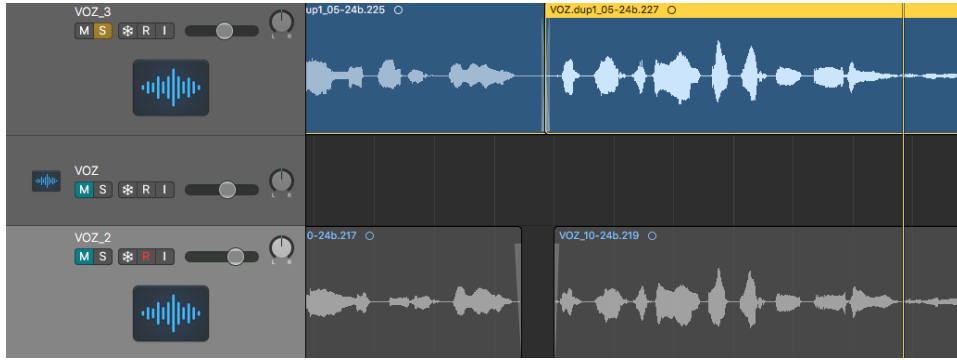 VOZ_3
M S R I
L R
up1_05-24b.225
VOZ.dup1_05-24b.227
VOZ
M S R I
L R
VOZ_2
M S R I
L R
0-24b.217
VOZ_10-24b.219